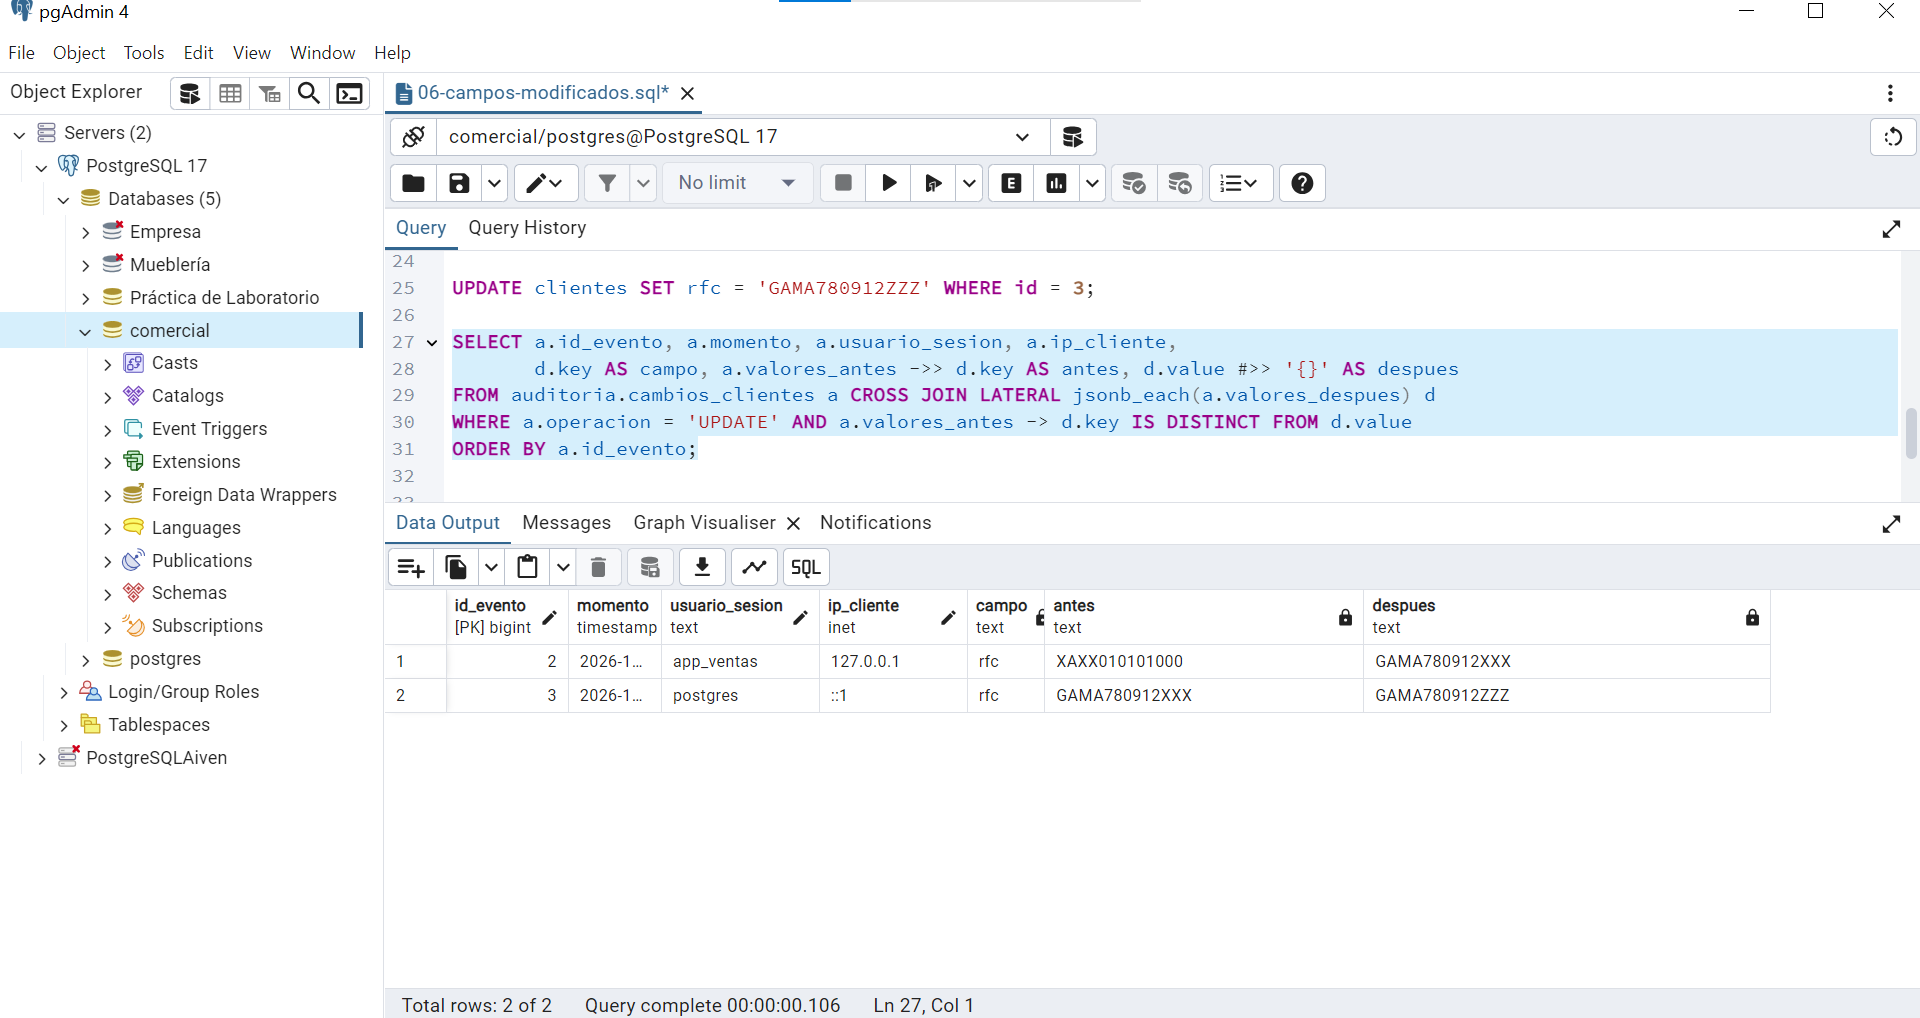 pgAdmin 4
File Object Tools Edit View Window Help
Object Explorer
Servers (2)
PostgreSQL 17
Databases (5)
Empresa
Mueblería
Práctica de Laboratorio
comercial
Casts
Catalogs
Event Triggers
Extensions
Foreign Data Wrappers
Languages
Publications
Schemas
Subscriptions
postgres
Login/Group Roles
Tablespaces
PostgreSQLAiven
06-campos-modificados.sql*
comercial/postgres@PostgreSQL 17
No limit
E
Query Query History
24
25 UPDATE clientes SET rfc = 'GAMA780912ZZZ' WHERE id = 3;
26
27 SELECT a.id_evento, a.momento, a.usuario_sesion, a.ip_cliente,
28 d.key AS campo, a.valores_antes ->> d.key AS antes, d.value #>> '{}' AS despues
29 FROM auditoria.cambios_clientes a CROSS JOIN LATERAL jsonb_each(a.valores_despues) d
30 WHERE a.operacion = 'UPDATE' AND a.valores_antes -> d.key IS DISTINCT FROM d.value
31 ORDER BY a.id_evento;
32
Data Output Messages Graph Visualiser Notifications
SQL
id_evento momento usuario_sesion ip_cliente campo antes despues
[PK] bigint timestamp text inet text text text
1 2 2026-1... app_ventas 127.0.0.1 rfc XAXX010101000 GAMA780912XXX
2 3 2026-1... postgres ::1 rfc GAMA780912XXX GAMA780912ZZZ
Total rows: 2 of 2 Query complete 00:00:00.106 Ln 27, Col 1